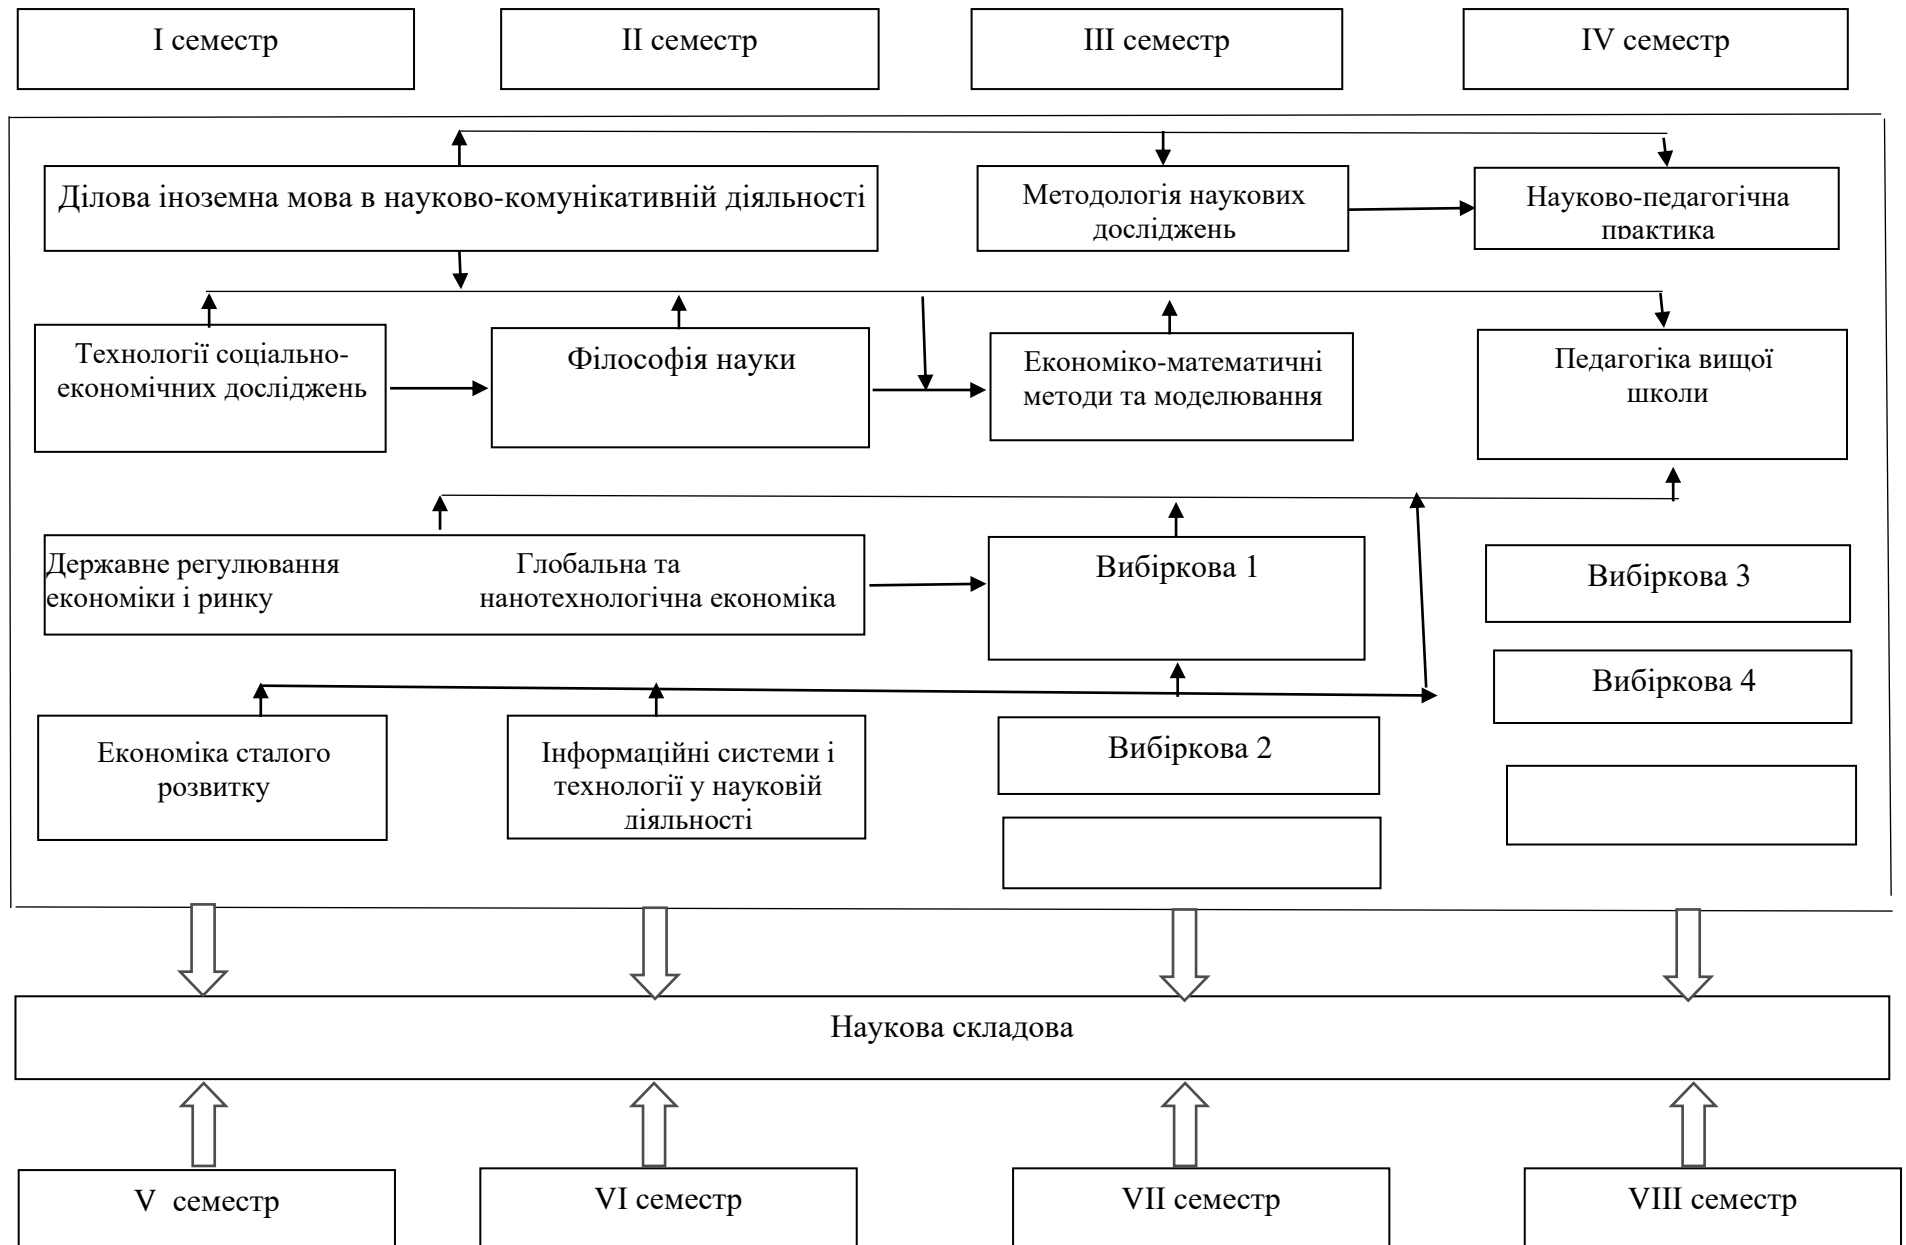 I семестр
II семестр
III семестр
IV семестр
Ділова іноземна мова в науково-комунікативній діяльності
Методологія наукових
досліджень
Науково-педагогічна
практика
Технології соціально-
економічних досліджень
Філософія науки
Економіко-математичні
методи та моделювання
Педагогіка вищої
школи
Державне регулювання
економіки і ринку
Глобальна та
нанотехнологічна економіка
Вибіркова 1
Вибіркова 3
Вибіркова 4
Економіка сталого
розвитку
Інформаційні системи і
технології у науковій
діяльності
Вибіркова 2
Наукова складова
V семестр
VI семестр
VII семестр
VIII семестр